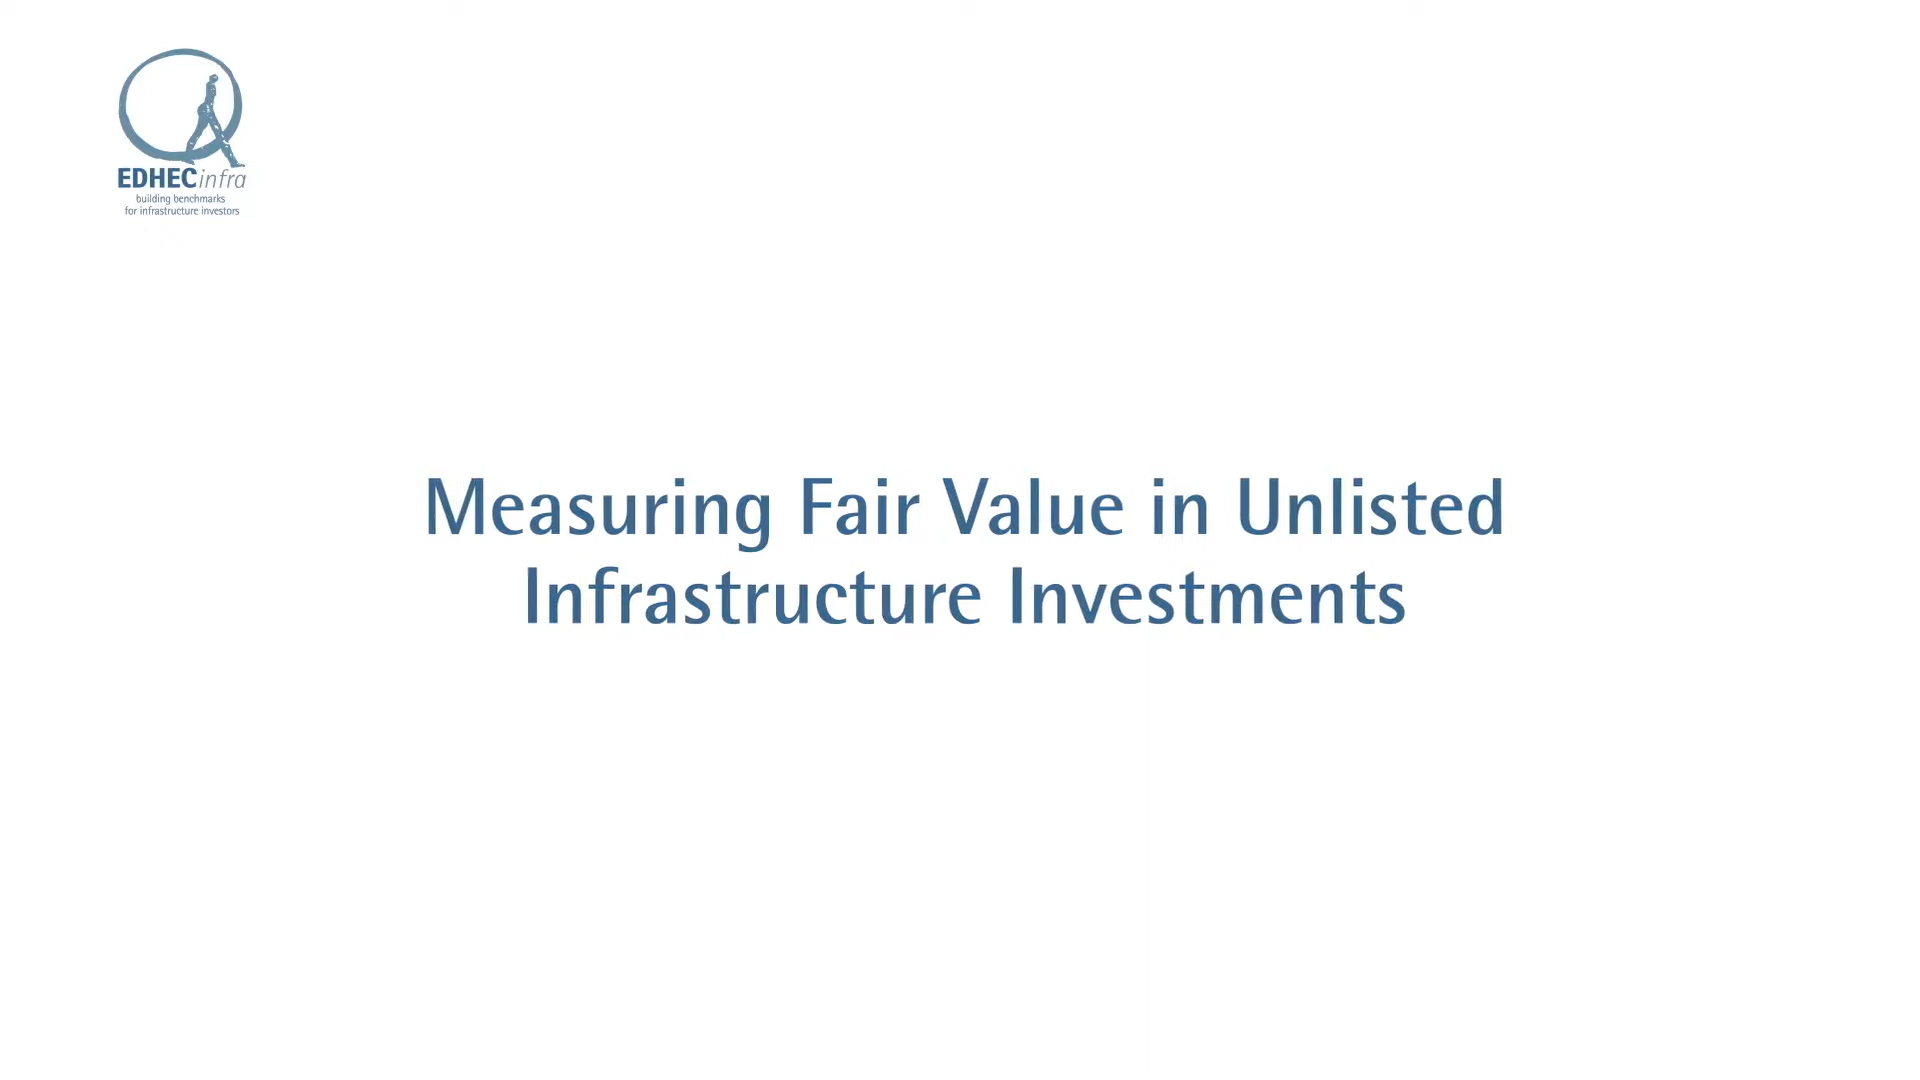 EDHECinfra
building benchmarks
for infrastructure investors
Measuring Fair Value in Unlisted
Infrastructure Investments